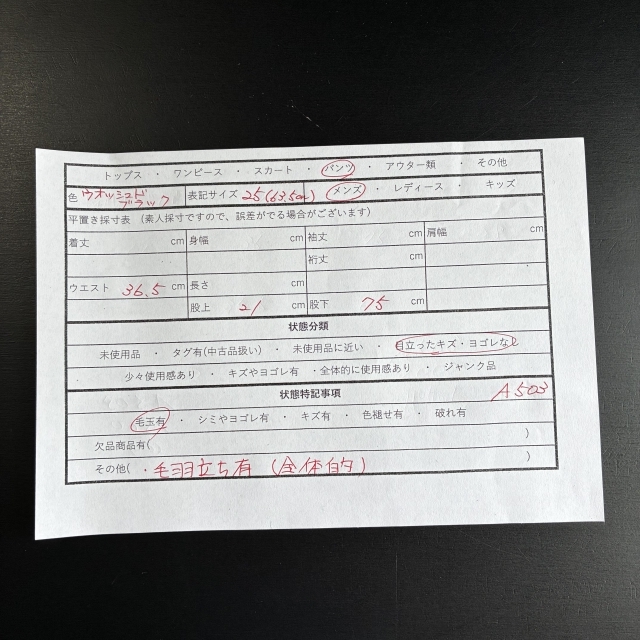 トップス ・ ワンピース ・ スカート ・ パンツ ・ アウター類 ・ その他
色 ウオッシュド ブラック 表記サイズ 25(63.5cm) メンズ ・ レディース ・ キッズ
平置き採寸表 (素人採寸ですので、誤差がでる場合がございます)
着丈 cm 身幅 cm 袖丈 cm 肩幅 cm
裄丈 cm
ウエスト 36.5 cm 長さ cm
股上 21 cm 股下 75 cm
状態分類
未使用品 ・ タグ有(中古品扱い) ・ 未使用品に近い ・ 目立ったキズ・ヨゴレなし
少々使用感あり ・ キズやヨゴレ有 ・全体的に使用感あり ・ ジャンク品
状態特記事項 A503
毛玉有 ・ シミやヨゴレ有 ・ キズ有 ・ 色褪せ有 ・ 破れ有
欠品商品有( )
その他( ・毛羽立ち有 (全体的) )